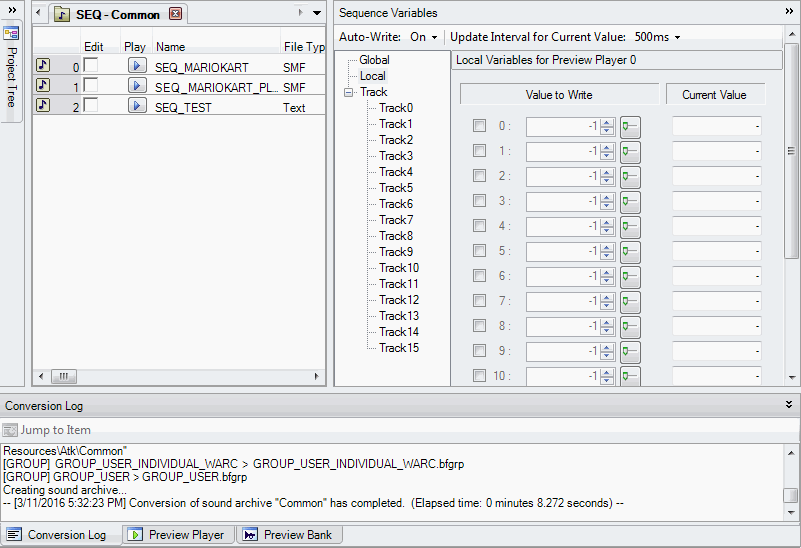 SEQ - Common
Edit Play Name File Typ
0 SEQ_MARIOKART SMF
1 SEQ_MARIOKART_PL... SMF
2 SEQ_TEST Text
Project Tree
Sequence Variables
Auto-Write: On Update Interval for Current Value: 500ms
Global
Local
Track
Track0
Track1
Track2
Track3
Track4
Track5
Track6
Track7
Track8
Track9
Track10
Track11
Track12
Track13
Track14
Track15
Local Variables for Preview Player 0
Value to Write Current Value
0 : -1 -
1 : -1 -
2 : -1 -
3 : -1 -
4 : -1 -
5 : -1 -
6 : -1 -
7 : -1 -
8 : -1 -
9 : -1 -
10 : -1 -
Conversion Log
Jump to Item
Resources\Atk\Common"
[GROUP] GROUP_USER_INDIVIDUAL_WARC > GROUP_USER_INDIVIDUAL_WARC.bfgrp
[GROUP] GROUP_USER > GROUP_USER.bfgrp
Creating sound archive...
-- [3/11/2016 5:32:23 PM] Conversion of sound archive "Common" has completed. (Elapsed time: 0 minutes 8.272 seconds) --
Conversion Log Preview Player Preview Bank